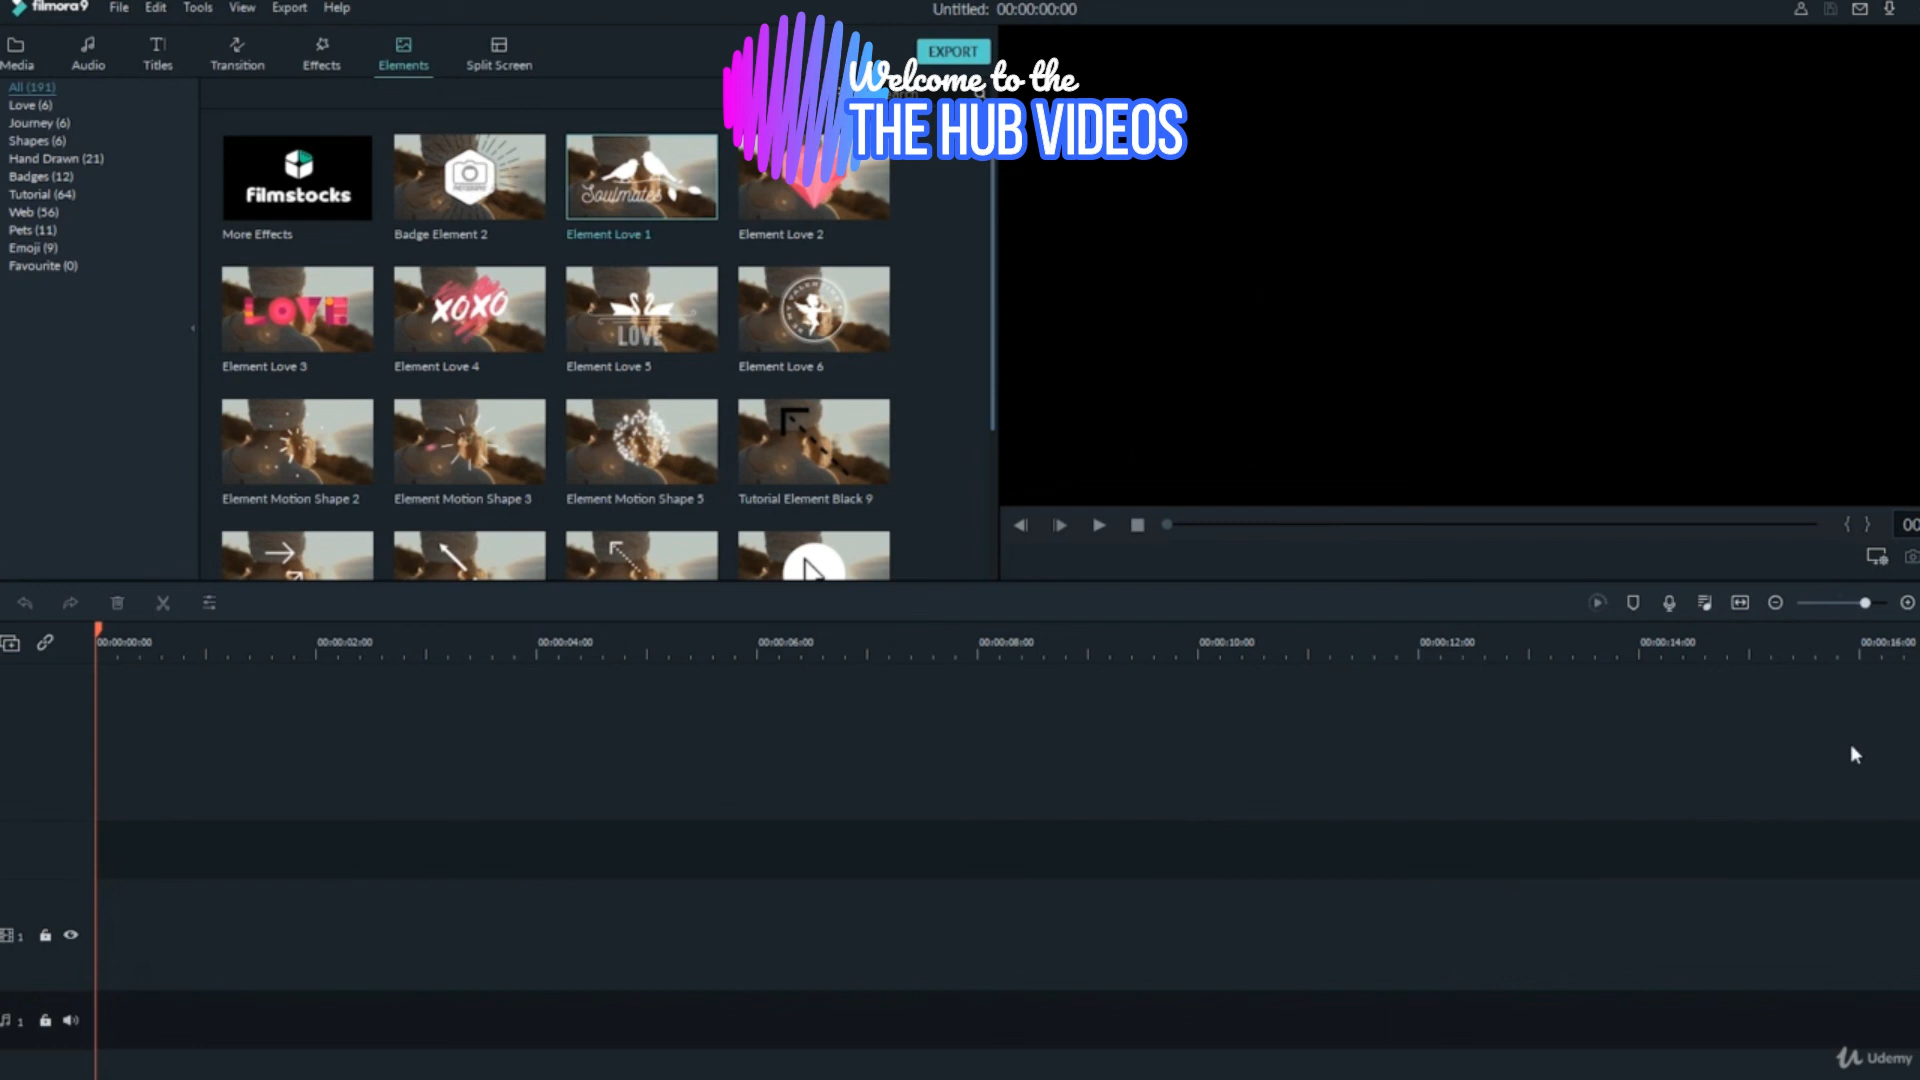 filmora9 File Edit Tools View Export Help
Untitled: 00:00:00:00
Media Audio Titles Transition Effects Elements Split Screen
EXPORT
Welcome to the
THE HUB VIDEOS
All (191)
Love (6)
Journey (6)
Shapes (6)
Hand Drawn (21)
Badges (12)
Tutorial (64)
Web (56)
Pets (11)
Emoji (9)
Favourite (0)
filmstocks
PHOTOGRAPHY
Soulmates
More Effects Badge Element 2 Element Love 1 Element Love 2
LOVE XOXO LOVE BE MY VALENTINE
Element Love 3 Element Love 4 Element Love 5 Element Love 6
Element Motion Shape 2 Element Motion Shape 3 Element Motion Shape 5 Tutorial Element Black 9
{ } 00
00:00:00:00 00:00:02:00 00:00:04:00 00:00:06:00 00:00:08:00 00:00:10:00 00:00:12:00 00:00:14:00 00:00:16:00
1
1
Udemy